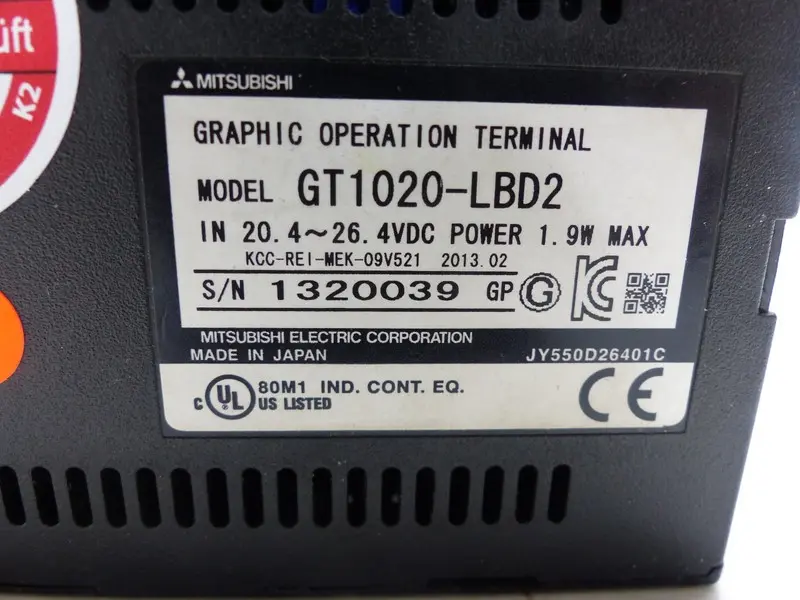 üft
K2
MITSUBISHI
GRAPHIC OPERATION TERMINAL
MODEL GT1020-LBD2
IN 20.4～26.4VDC POWER 1.9W MAX
KCC-REI-MEK-09V521 2013.02
S/N 1320039 GP G
MITSUBISHI ELECTRIC CORPORATION
MADE IN JAPAN JY550D26401C
C UL US LISTED
80M1 IND. CONT. EQ.
CE